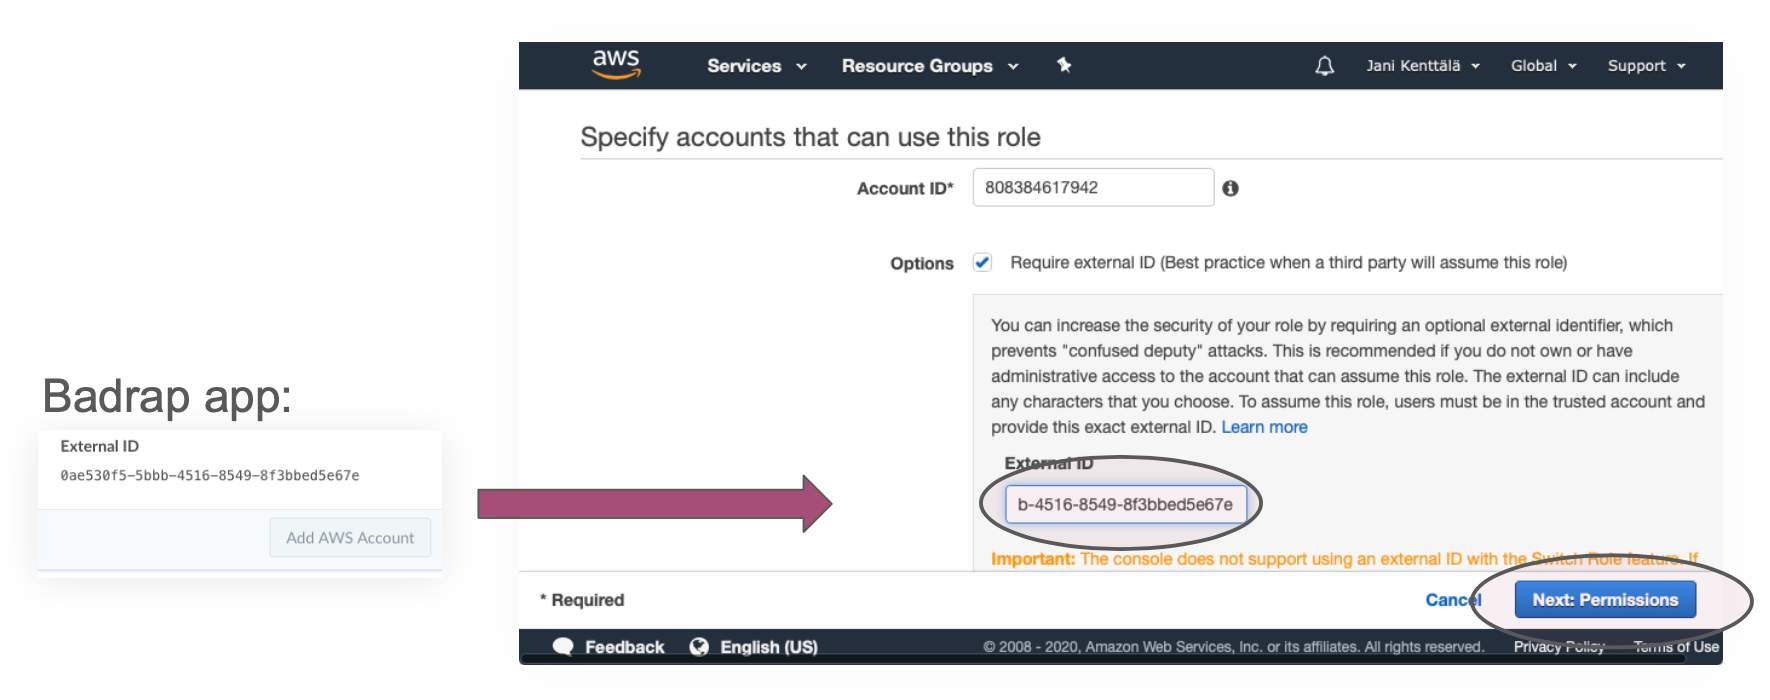 aws Services Resource Groups Jani Kenttälä Global Support
Specify accounts that can use this role
Account ID* 808384617942
Options Require external ID (Best practice when a third party will assume this role)
You can increase the security of your role by requiring an optional external identifier, which
prevents "confused deputy" attacks. This is recommended if you do not own or have
administrative access to the account that can assume this role. The external ID can include
any characters that you choose. To assume this role, users must be in the trusted account and
provide this exact external ID. Learn more
External ID
b-4516-8549-8f3bbed5e67e
Important: The console does not support using an external ID with the Switch Role feature. If
* Required Cancel Next: Permissions
Feedback English (US) © 2008 - 2020, Amazon Web Services, Inc. or its affiliates. All rights reserved. Privacy Policy Terms of Use
Badrap app:
External ID
0ae530f5-5bbb-4516-8549-8f3bbed5e67e
Add AWS Account